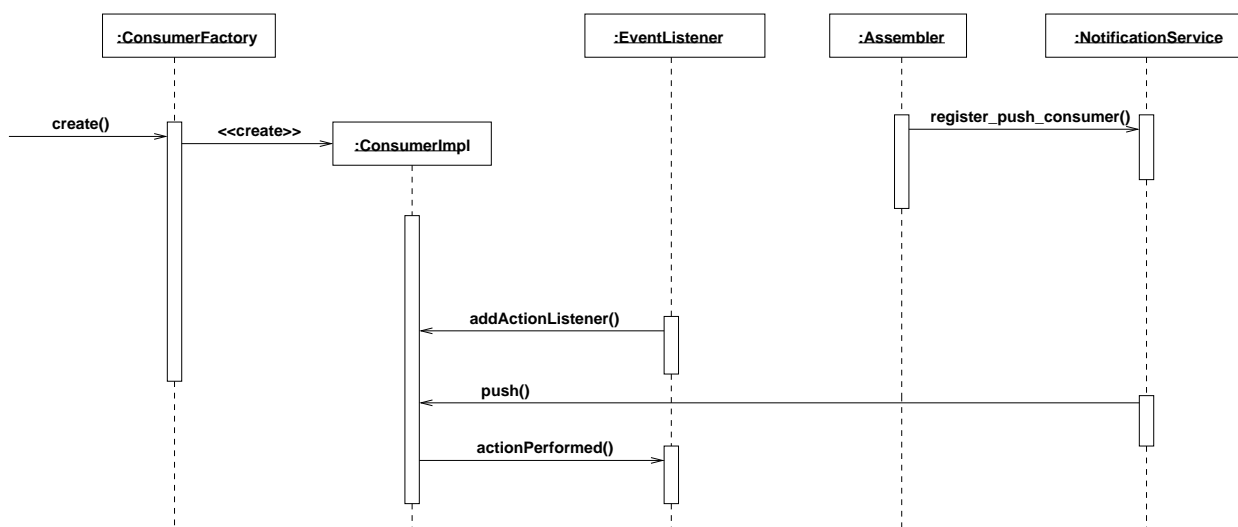 :ConsumerFactory
:EventListener
:Assembler
:NotificationService
create()
<<create>>
register_push_consumer()
:ConsumerImpl
addActionListener()
push()
actionPerformed()